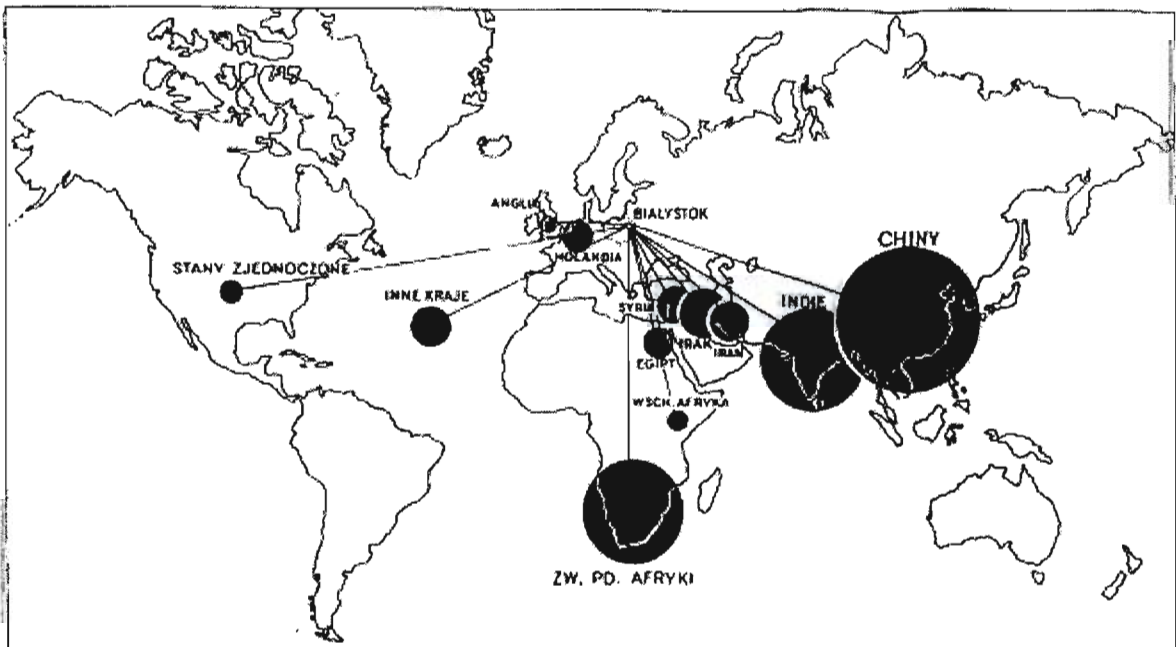 ANGLIA
BIAŁYSTOK
CHINY
HOLANDIA
STANY ZJEDNOCZONE
INNE KRAJE
SYRIA
INDIE
IRAK
IRAN
EGIPT
WSCH. AFRYKA
ZW. PD. AFRYKI